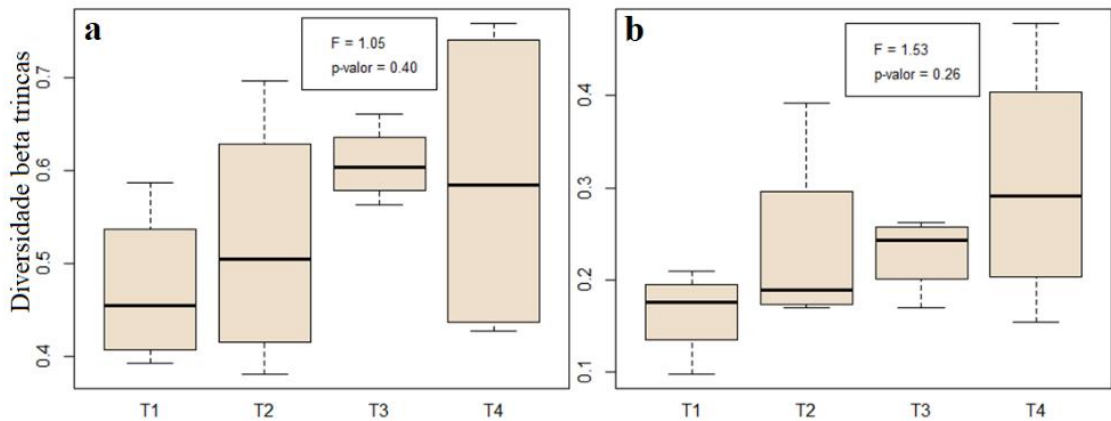 a
F = 1.05
p-valor = 0.40
Diversidade beta trincas
0.7
0.6
0.5
0.4
T1 T2 T3 T4
b
F = 1.53
p-valor = 0.26
0.4
0.3
0.2
0.1
T1 T2 T3 T4